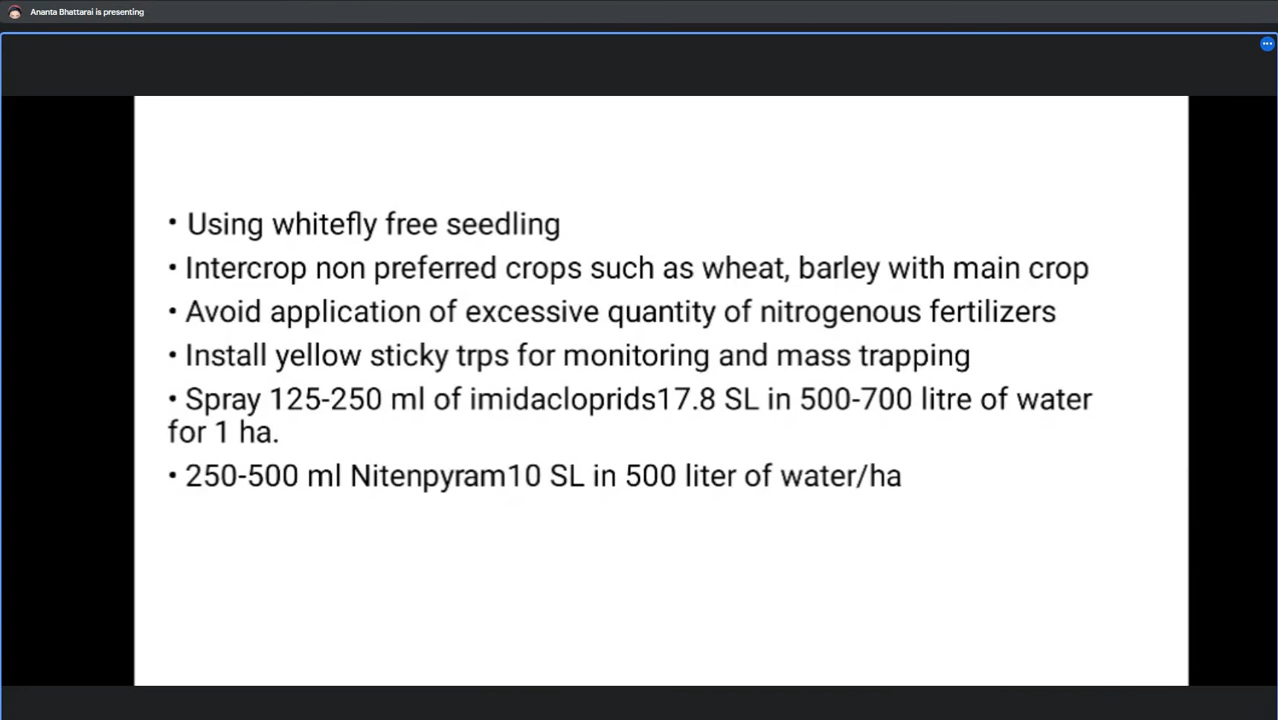 Ananta Bhattarai is presenting
• Using whitefly free seedling
• Intercrop non preferred crops such as wheat, barley with main crop
• Avoid application of excessive quantity of nitrogenous fertilizers
• Install yellow sticky trps for monitoring and mass trapping
• Spray 125-250 ml of imidacloprids17.8 SL in 500-700 litre of water
for 1 ha.
• 250-500 ml Nitenpyram10 SL in 500 liter of water/ha